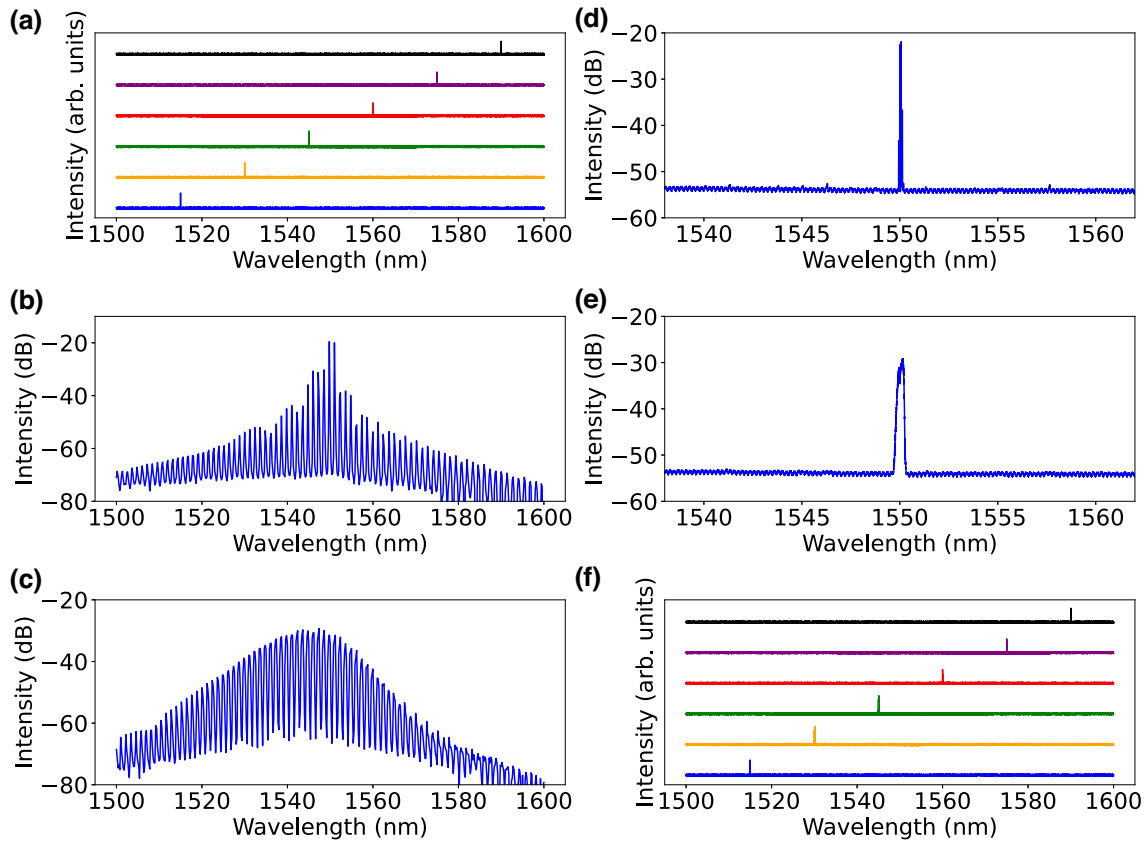 (a)
Intensity (arb. units)
1500 1520 1540 1560 1580 1600
Wavelength (nm)
(b)
Intensity (dB)
−20
−40
−60
−80
1500 1520 1540 1560 1580 1600
Wavelength (nm)
(c)
Intensity (dB)
−20
−40
−60
−80
1500 1520 1540 1560 1580 1600
Wavelength (nm)
(d)
Intensity (dB)
−20
−30
−40
−50
−60
1540 1545 1550 1555 1560
Wavelength (nm)
(e)
Intensity (dB)
−20
−30
−40
−50
−60
1540 1545 1550 1555 1560
Wavelength (nm)
(f)
Intensity (arb. units)
1500 1520 1540 1560 1580 1600
Wavelength (nm)